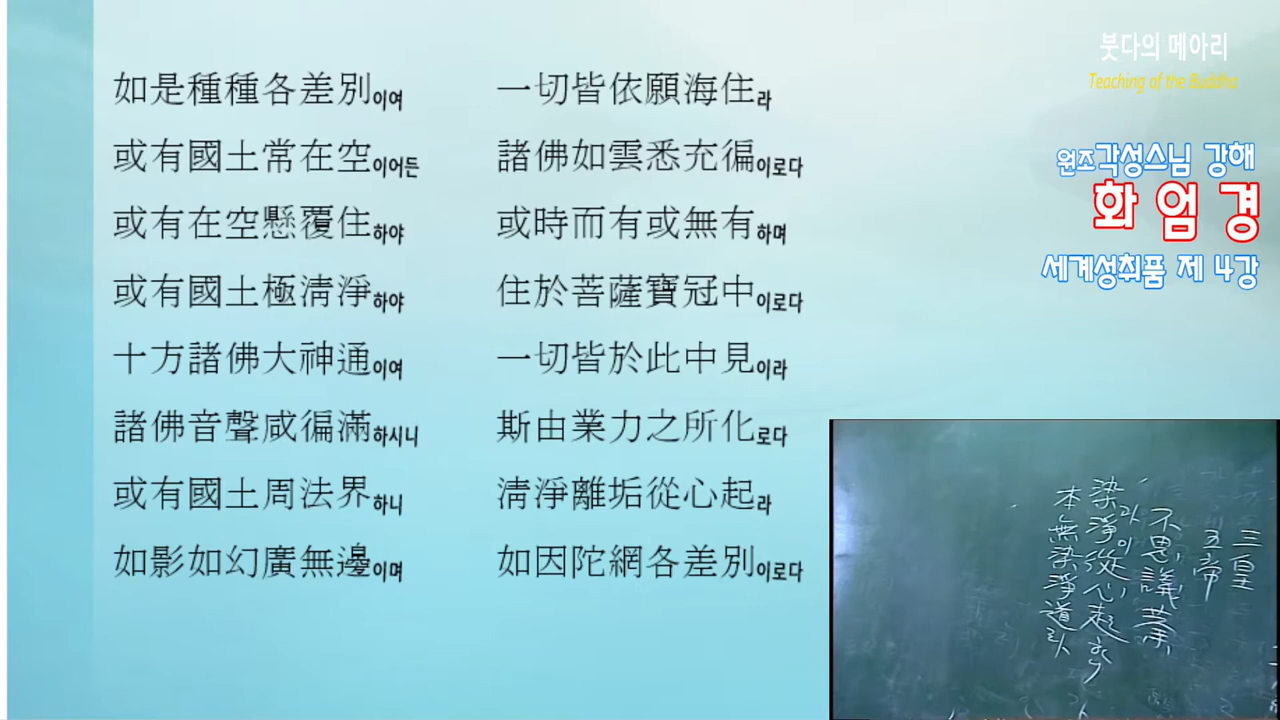 如是種種各差別이여 一切皆依願海住라
或有國土常在空이어든 諸佛如雲悉充徧이로다
或有在空懸覆住하야 或時而有或無有하며
或有國土極淸淨하야 住於菩薩寶冠中이로다
十方諸佛大神通이여 一切皆於此中見이라
諸佛音聲咸徧滿하시니 斯由業力之所化로다
或有國土周法界하니 淸淨離垢從心起라
如影如幻廣無邊이며 如因陀網各差別이로다
붓다의 메아리
Teaching of the Buddha
원조각성스님 강해
화엄경
세계성취품 제 4강
三皇
五帝
不思議業
染淨從心起
本無染淨道